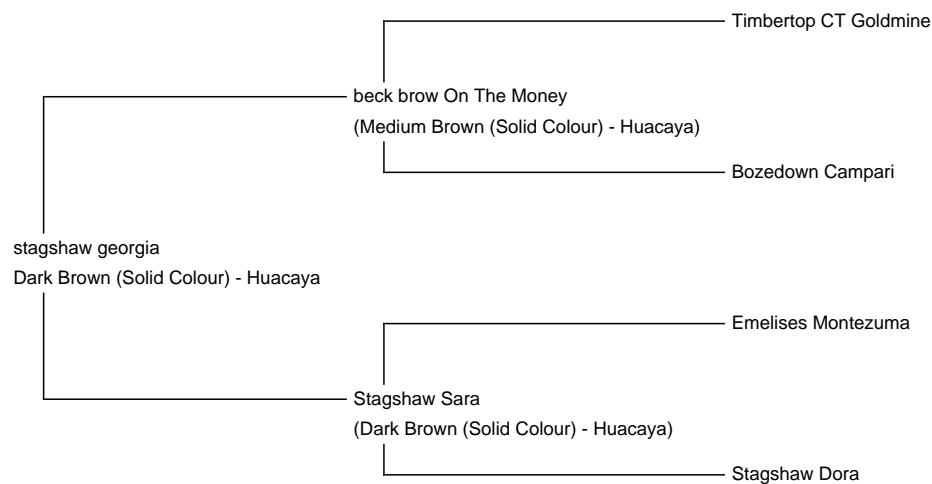 Timbertop CT Goldmine
beck brow On The Money
(Medium Brown (Solid Colour) - Huacaya)
Bozedown Campari
stagshaw georgia
Dark Brown (Solid Colour) - Huacaya
Emelises Montezuma
Stagshaw Sara
(Dark Brown (Solid Colour) - Huacaya)
Stagshaw Dora